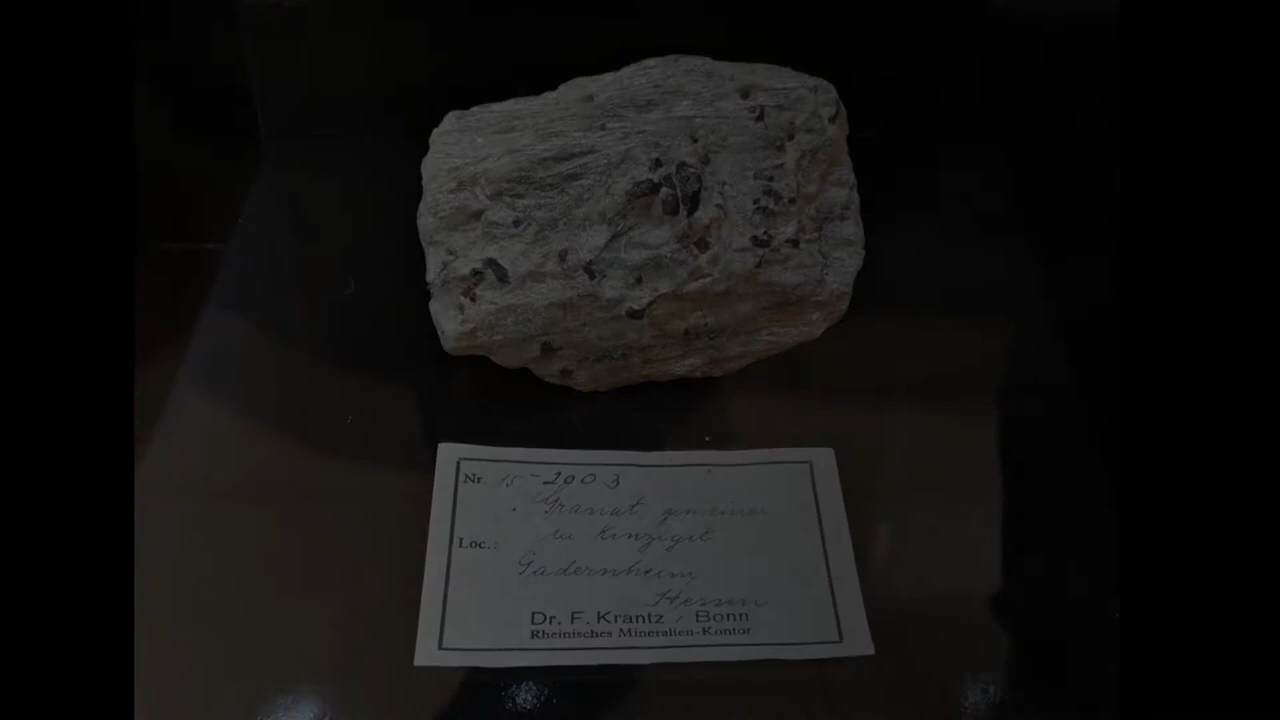 Nr. 15-2003
Granat, gemeiner
in Kinzigit
Loc.:
Gadernheim,
Hessen
Dr. F. Krantz, Bonn
Rheinisches Mineralien-Kontor